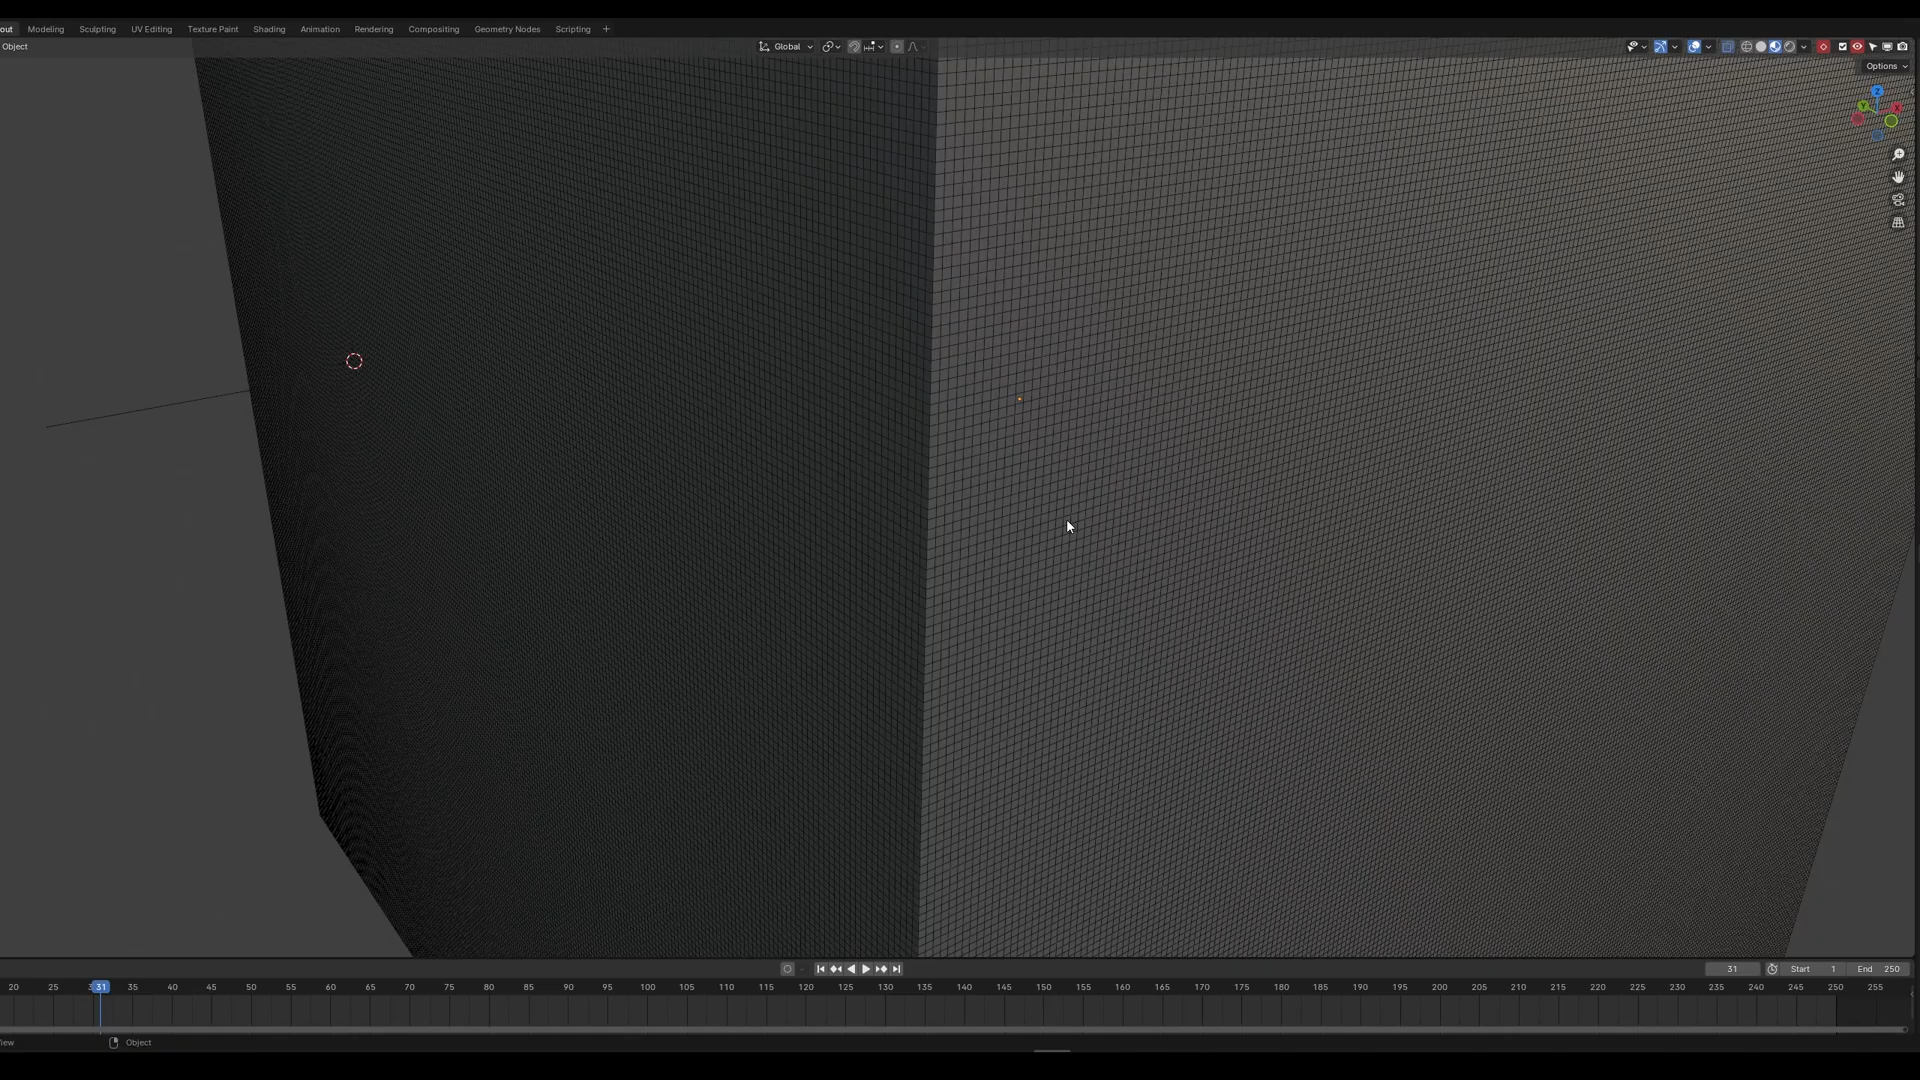 out Modeling Sculpting UV Editing Texture Paint Shading Animation Rendering Compositing Geometry Nodes Scripting +
Object Global
Options
Z
Y X
31 Start 1 End 250
20 25 31 35 40 45 50 55 60 65 70 75 80 85 90 95 100 105 110 115 120 125 130 135 140 145 150 155 160 165 170 175 180 185 190 195 200 205 210 215 220 225 230 235 240 245 250 255
iew Object